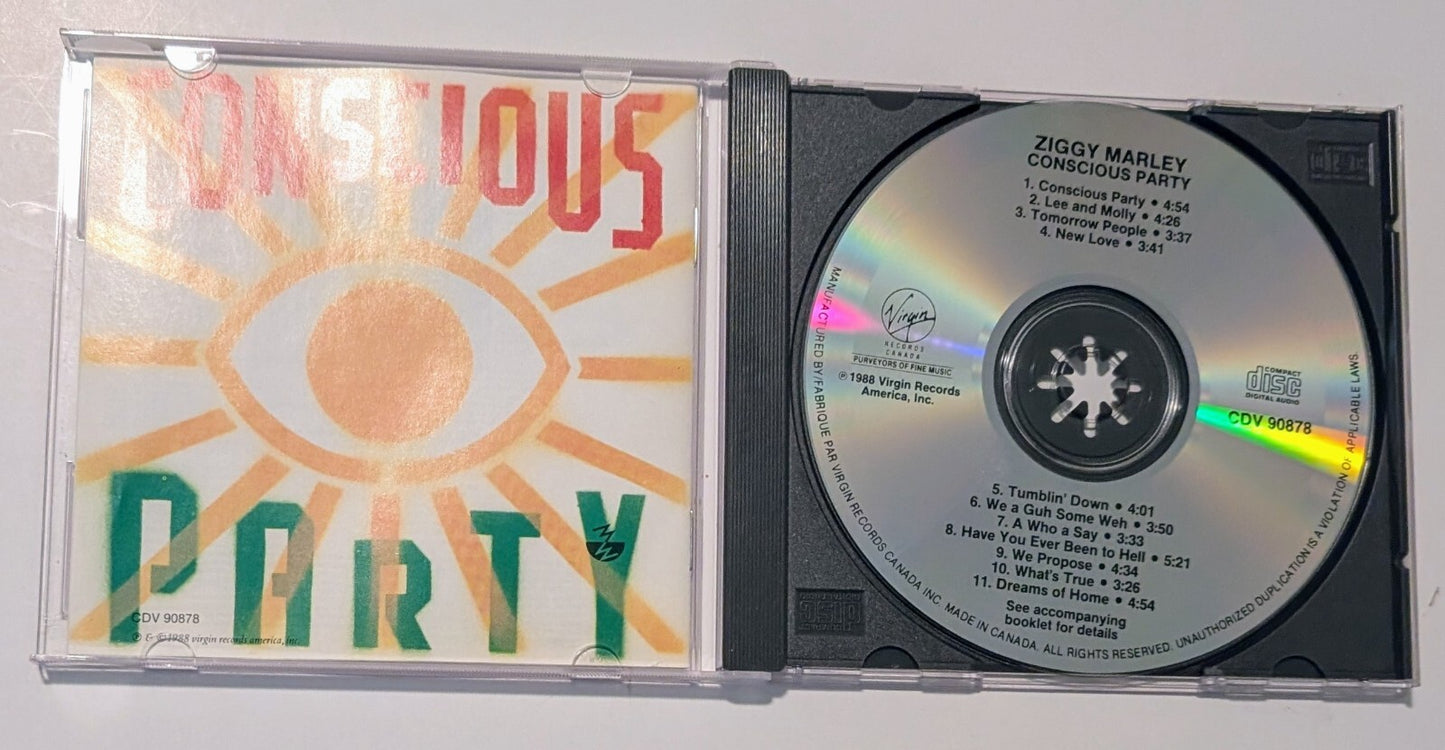 CONSCIOUS
PARTY
CDV 90878
℗ & © 1988 virgin records america, inc.
ZIGGY MARLEY
CONSCIOUS PARTY
1. Conscious Party • 4:54
2. Lee and Molly • 4:26
3. Tomorrow People • 3:37
4. New Love • 3:41
Virgin
RECORDS
CANADA
PURVEYORS OF FINE MUSIC
℗ 1988 Virgin Records
America, Inc.
COMPACT
disc
DIGITAL AUDIO
CDV 90878
5. Tumblin' Down • 4:01
6. We a Guh Some Weh • 3:50
7. A Who a Say • 3:33
8. Have You Ever Been to Hell • 5:21
9. We Propose • 4:34
10. What's True • 3:26
11. Dreams of Home • 4:54
See accompanying
booklet for details
MANUFACTURED BY/FABRIQUE PAR VIRGIN RECORDS CANADA INC. MADE IN CANADA. ALL RIGHTS RESERVED. UNAUTHORIZED DUPLICATION IS A VIOLATION OF APPLICABLE LAWS.
disc